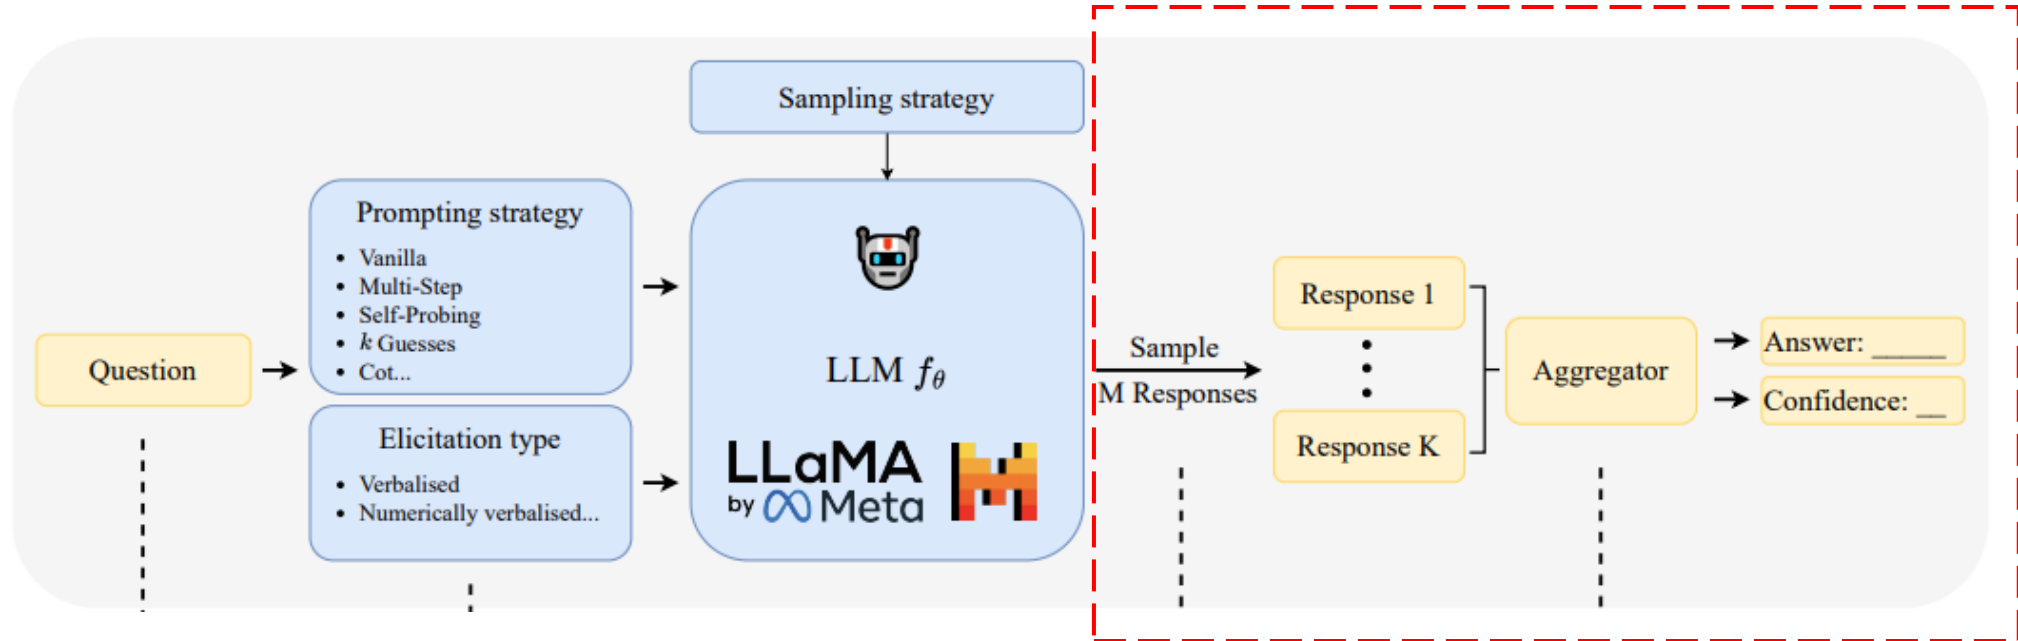 Sampling strategy
Prompting strategy
• Vanilla
• Multi-Step
• Self-Probing
• k Guesses
• Cot...
Question
Elicitation type
• Verbalised
• Numerically verbalised...
LLM fθ
LLaMA
by Meta
Sample
M Responses
Response 1
Response K
Aggregator
Answer: _____
Confidence: __